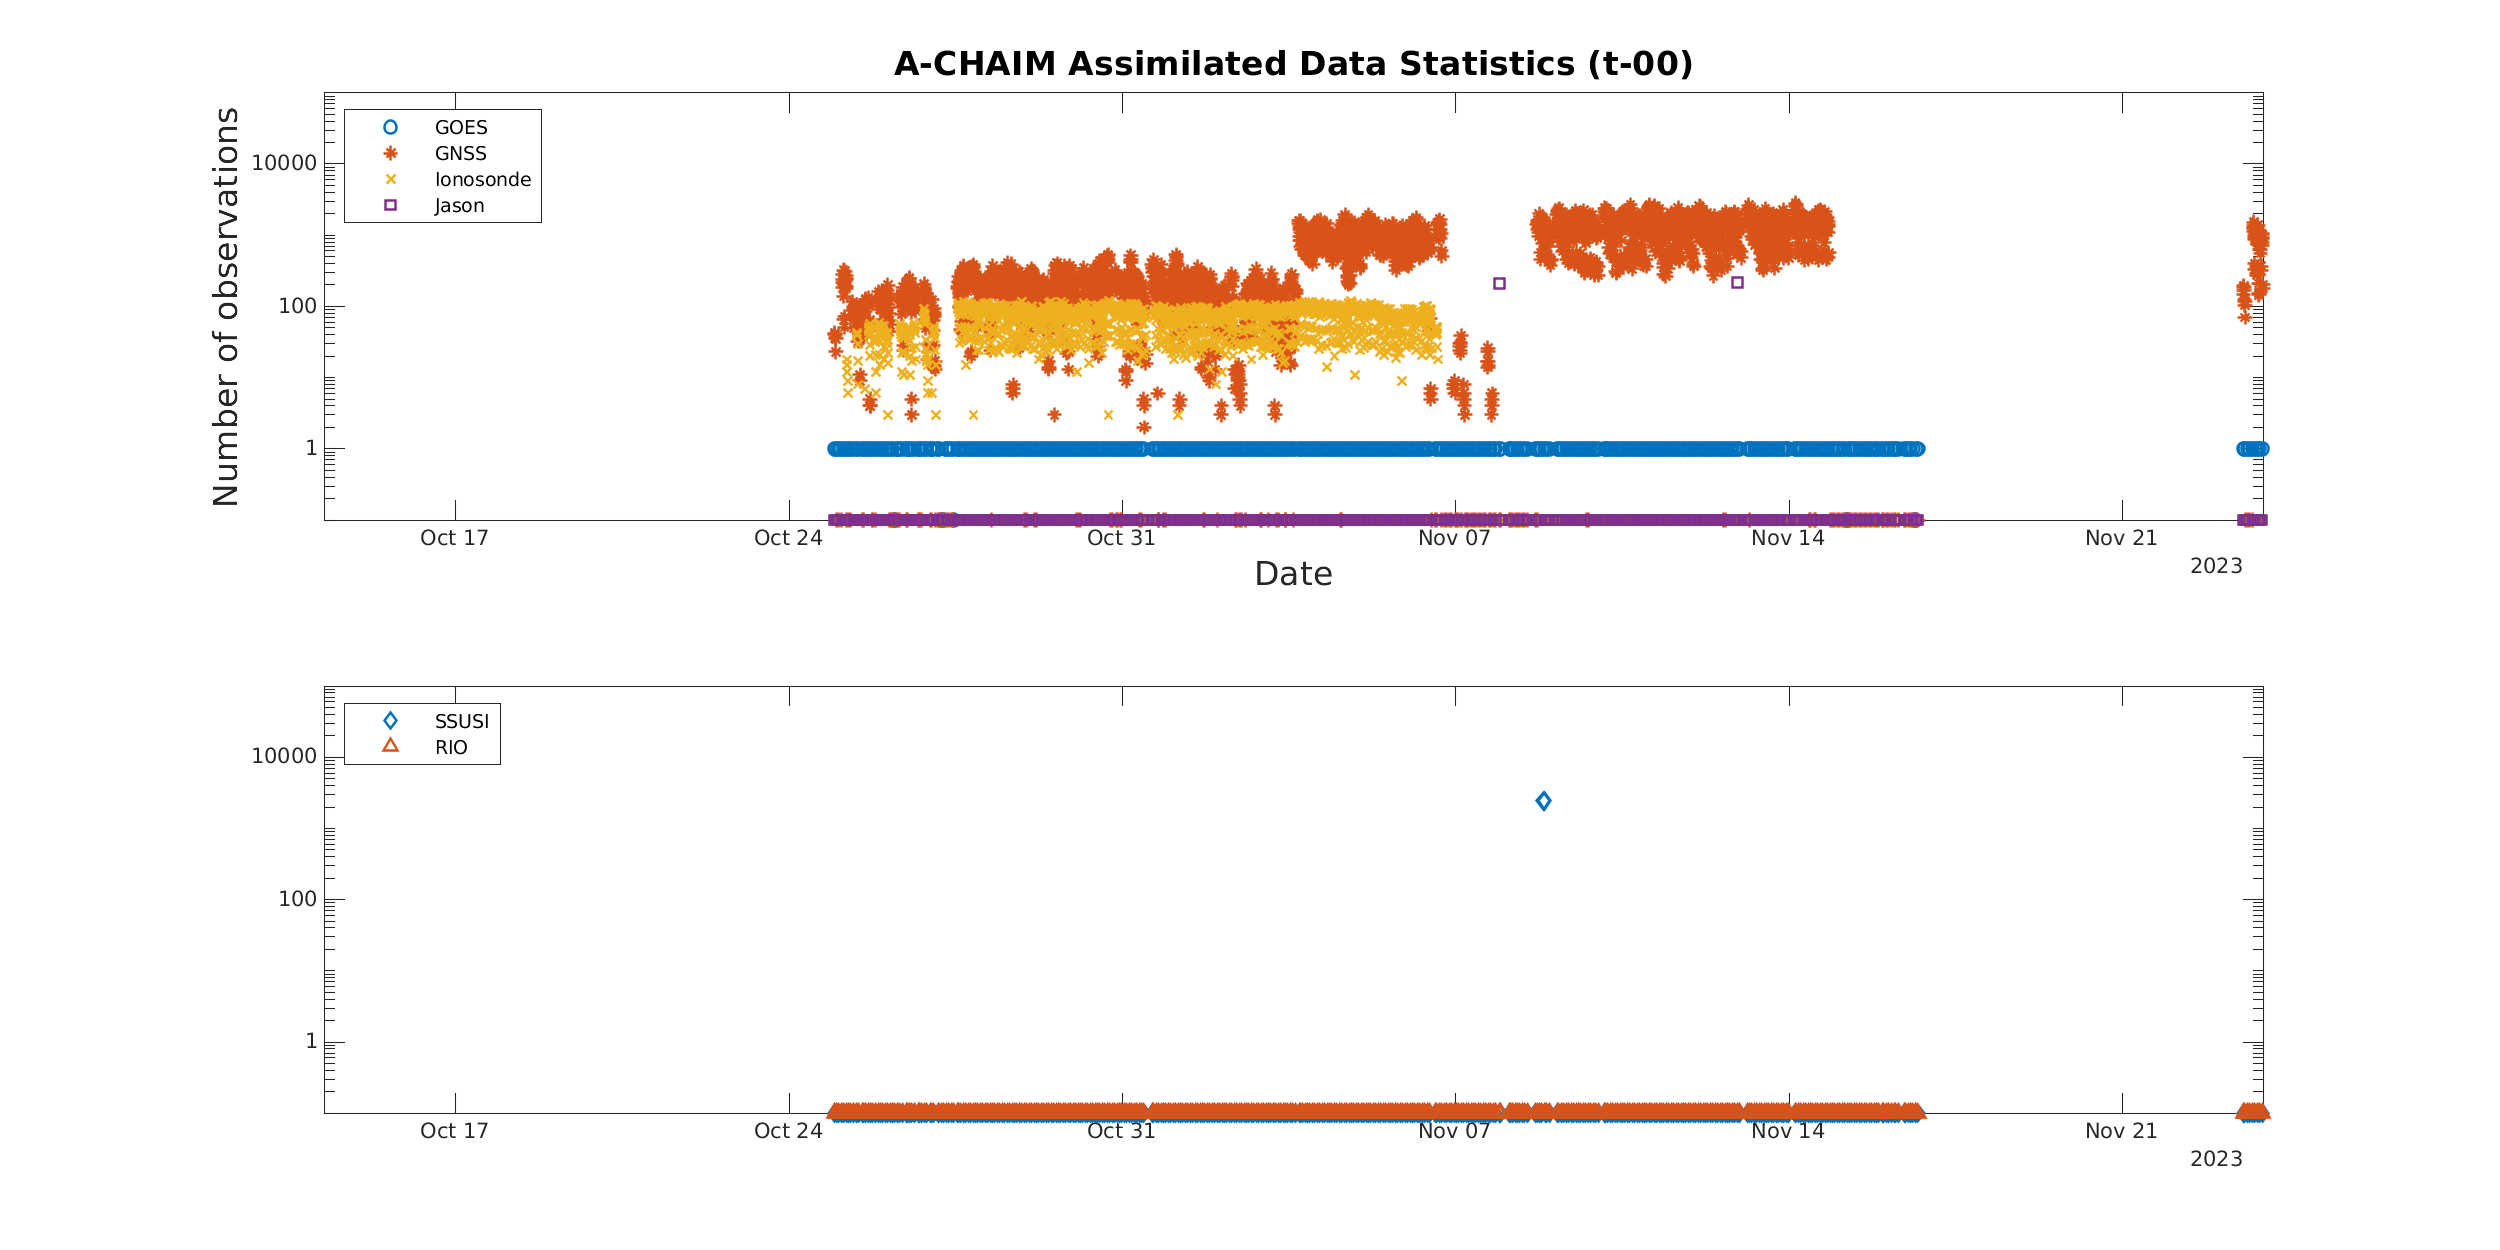 A-CHAIM Assimilated Data Statistics (t-00)
Number of observations
GOES
GNSS
Ionosonde
Jason
10000
100
1
Oct 17 Oct 24 Oct 31 Nov 07 Nov 14 Nov 21
2023
Date
SSUSI
RIO
10000
100
1
Oct 17 Oct 24 Oct 31 Nov 07 Nov 14 Nov 21
2023